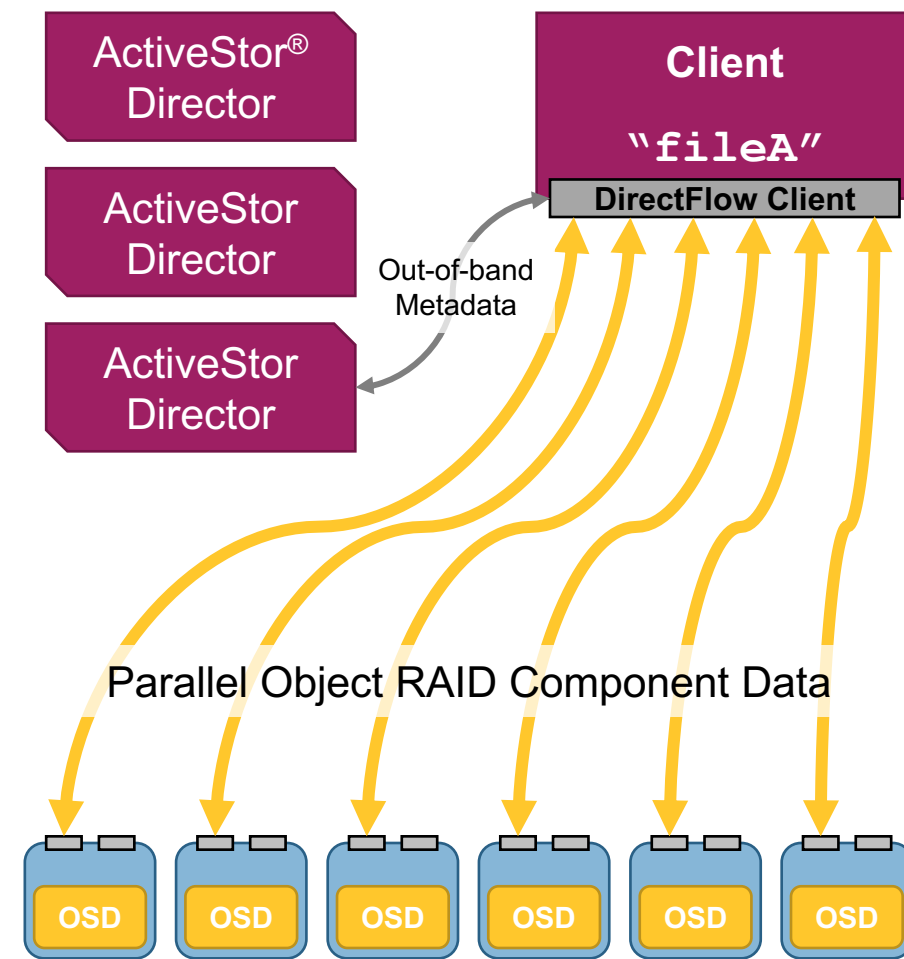 ActiveStor®
Director
Client
“fileA”
DirectFlow Client
ActiveStor
Director
Out-of-band
Metadata
ActiveStor
Director
Parallel Object RAID Component Data
OSD
OSD
OSD
OSD
OSD
OSD